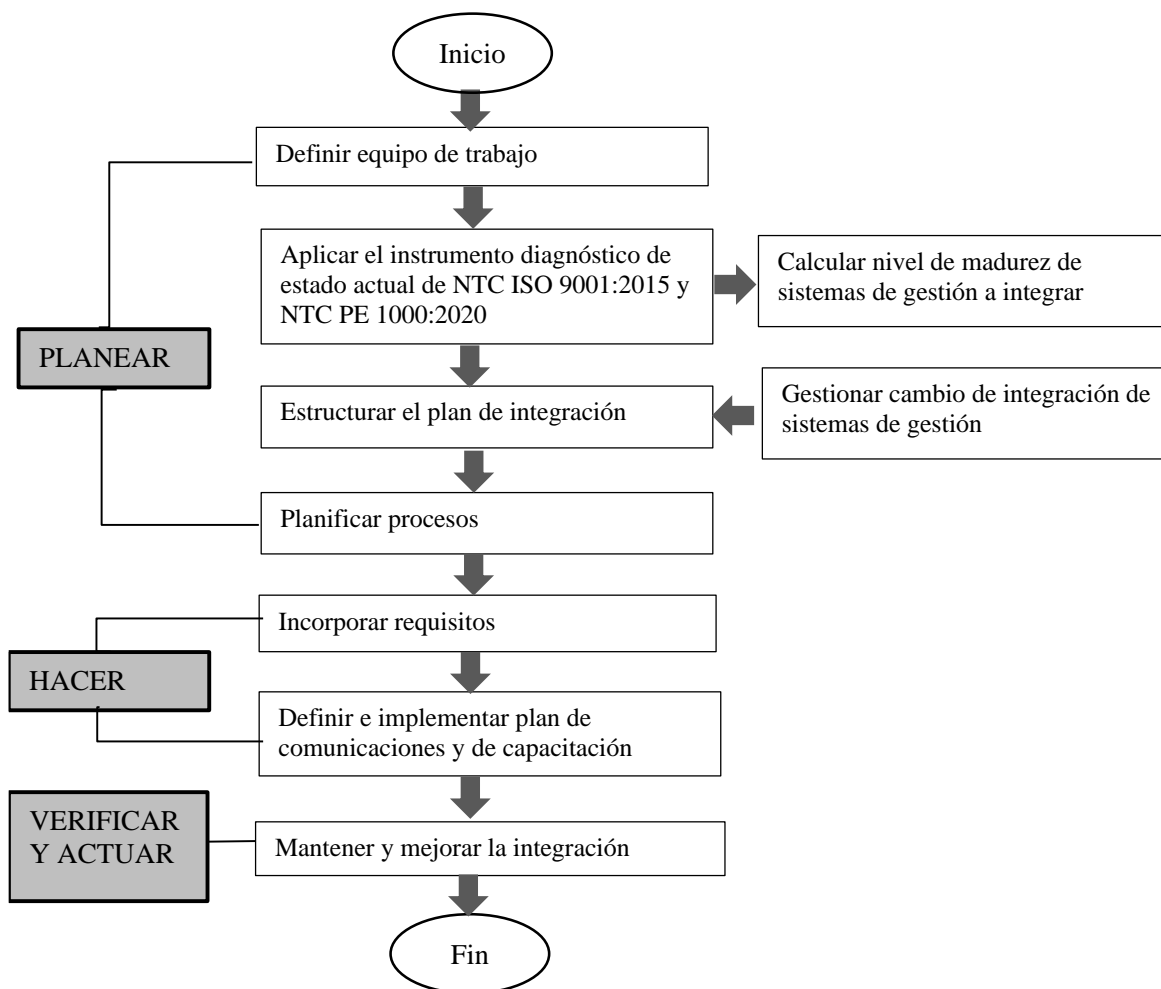 Inicio
Definir equipo de trabajo
Aplicar el instrumento diagnóstico de
estado actual de NTC ISO 9001:2015 y
NTC PE 1000:2020
Calcular nivel de madurez de
sistemas de gestión a integrar
PLANEAR
Estructurar el plan de integración
Gestionar cambio de integración de
sistemas de gestión
Planificar procesos
Incorporar requisitos
HACER
Definir e implementar plan de
comunicaciones y de capacitación
VERIFICAR
Y ACTUAR
Mantener y mejorar la integración
Fin